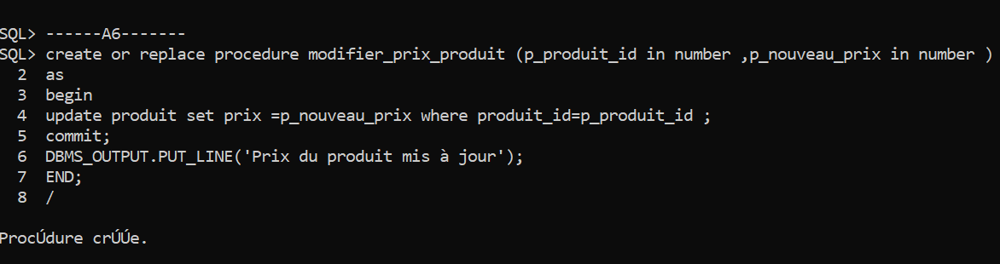 SQL> ------A6-------
SQL> create or replace procedure modifier_prix_produit (p_produit_id in number ,p_nouveau_prix in number )
  2  as
  3  begin
  4  update produit set prix =p_nouveau_prix where produit_id=p_produit_id ;
  5  commit;
  6  DBMS_OUTPUT.PUT_LINE('Prix du produit mis à jour');
  7  END;
  8  /
ProcÚdure crÚÚe.